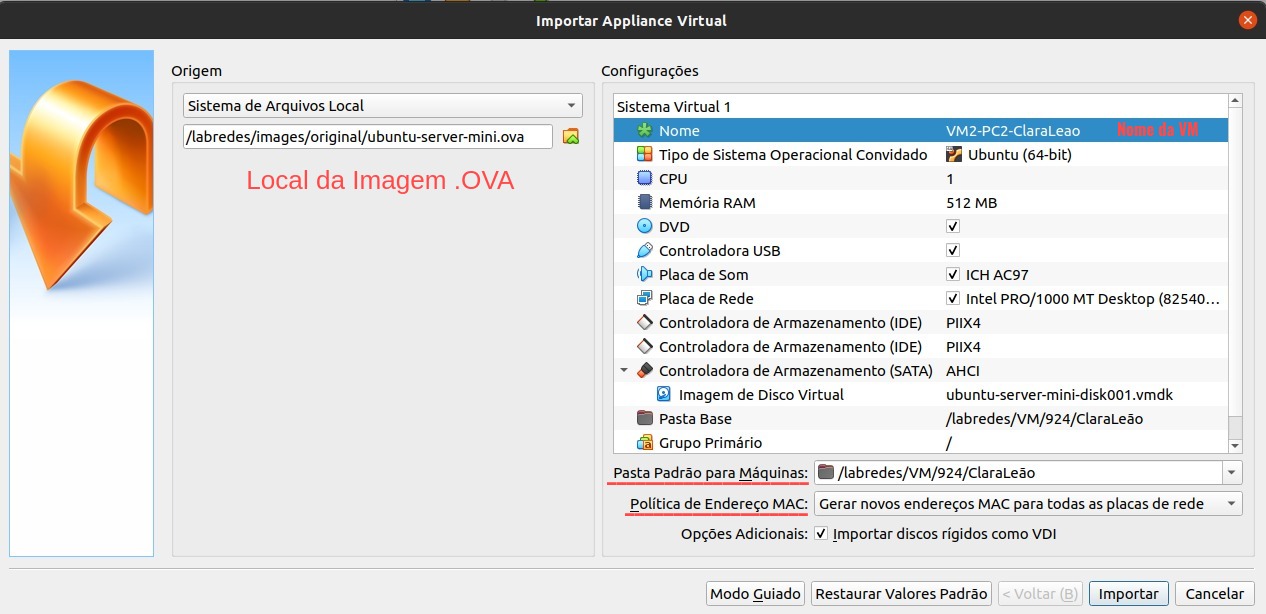 Importar Appliance Virtual
Origem
Sistema de Arquivos Local
/labredes/images/original/ubuntu-server-mini.ova
Local da Imagem .OVA
Configurações
Sistema Virtual 1
Nome VM2-PC2-ClaraLeao Nome da VM
Tipo de Sistema Operacional Convidado Ubuntu (64-bit)
CPU 1
Memória RAM 512 MB
DVD
Controladora USB
Placa de Som ICH AC97
Placa de Rede Intel PRO/1000 MT Desktop (82540...
Controladora de Armazenamento (IDE) PIIX4
Controladora de Armazenamento (IDE) PIIX4
Controladora de Armazenamento (SATA) AHCI
Imagem de Disco Virtual ubuntu-server-mini-disk001.vmdk
Pasta Base /labredes/VM/924/ClaraLeão
Grupo Primário /
Pasta Padrão para Máquinas: /labredes/VM/924/ClaraLeão
Política de Endereço MAC: Gerar novos endereços MAC para todas as placas de rede
Opções Adicionais: Importar discos rígidos como VDI
Modo Guiado Restaurar Valores Padrão < Voltar (B) Importar Cancelar